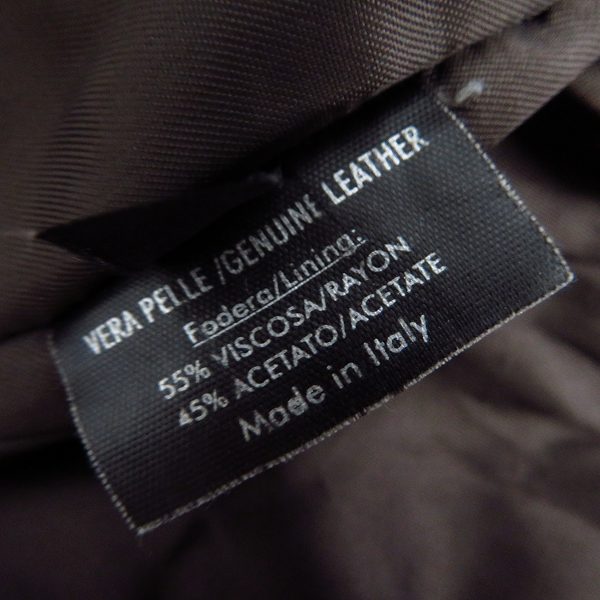 VERA PELLE/GENUINE LEATHER
Fodera/Lining:
55% VISCOSA/RAYON
45% ACETATO/ACETATE
Made in Italy